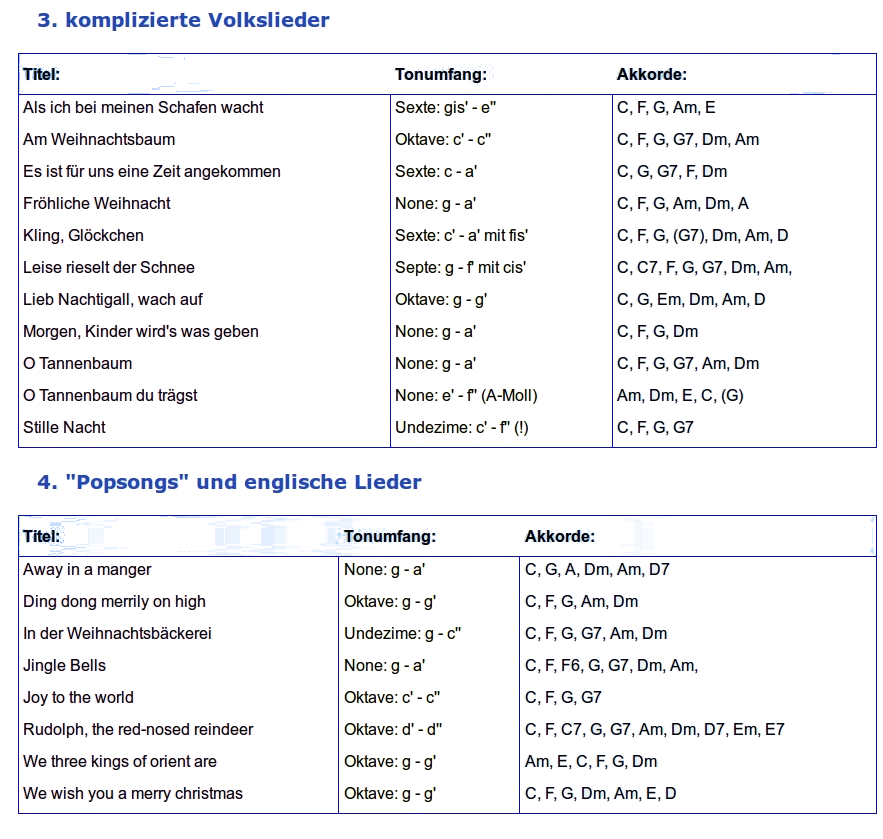 3. komplizierte Volkslieder
Titel: Tonumfang: Akkorde:
Als ich bei meinen Schafen wacht Sexte: gis' - e" C, F, G, Am, E
Am Weihnachtsbaum Oktave: c' - c" C, F, G, G7, Dm, Am
Es ist für uns eine Zeit angekommen Sexte: c - a' C, G, G7, F, Dm
Fröhliche Weihnacht None: g - a' C, F, G, Am, Dm, A
Kling, Glöckchen Sexte: c' - a' mit fis' C, F, G, (G7), Dm, Am, D
Leise rieselt der Schnee Septe: g - f' mit cis' C, C7, F, G, G7, Dm, Am,
Lieb Nachtigall, wach auf Oktave: g - g' C, G, Em, Dm, Am, D
Morgen, Kinder wird's was geben None: g - a' C, F, G, Dm
O Tannenbaum None: g - a' C, F, G, G7, Am, Dm
O Tannenbaum du trägst None: e' - f" (A-Moll) Am, Dm, E, C, (G)
Stille Nacht Undezime: c' - f" (!) C, F, G, G7
4. "Popsongs" und englische Lieder
Titel: Tonumfang: Akkorde:
Away in a manger None: g - a' C, G, A, Dm, Am, D7
Ding dong merrily on high Oktave: g - g' C, F, G, Am, Dm
In der Weihnachtsbäckerei Undezime: g - c" C, F, G, G7, Am, Dm
Jingle Bells None: g - a' C, F, F6, G, G7, Dm, Am,
Joy to the world Oktave: c' - c" C, F, G, G7
Rudolph, the red-nosed reindeer Oktave: d' - d" C, F, C7, G, G7, Am, Dm, D7, Em, E7
We three kings of orient are Oktave: g - g' Am, E, C, F, G, Dm
We wish you a merry christmas Oktave: g - g' C, F, G, Dm, Am, E, D